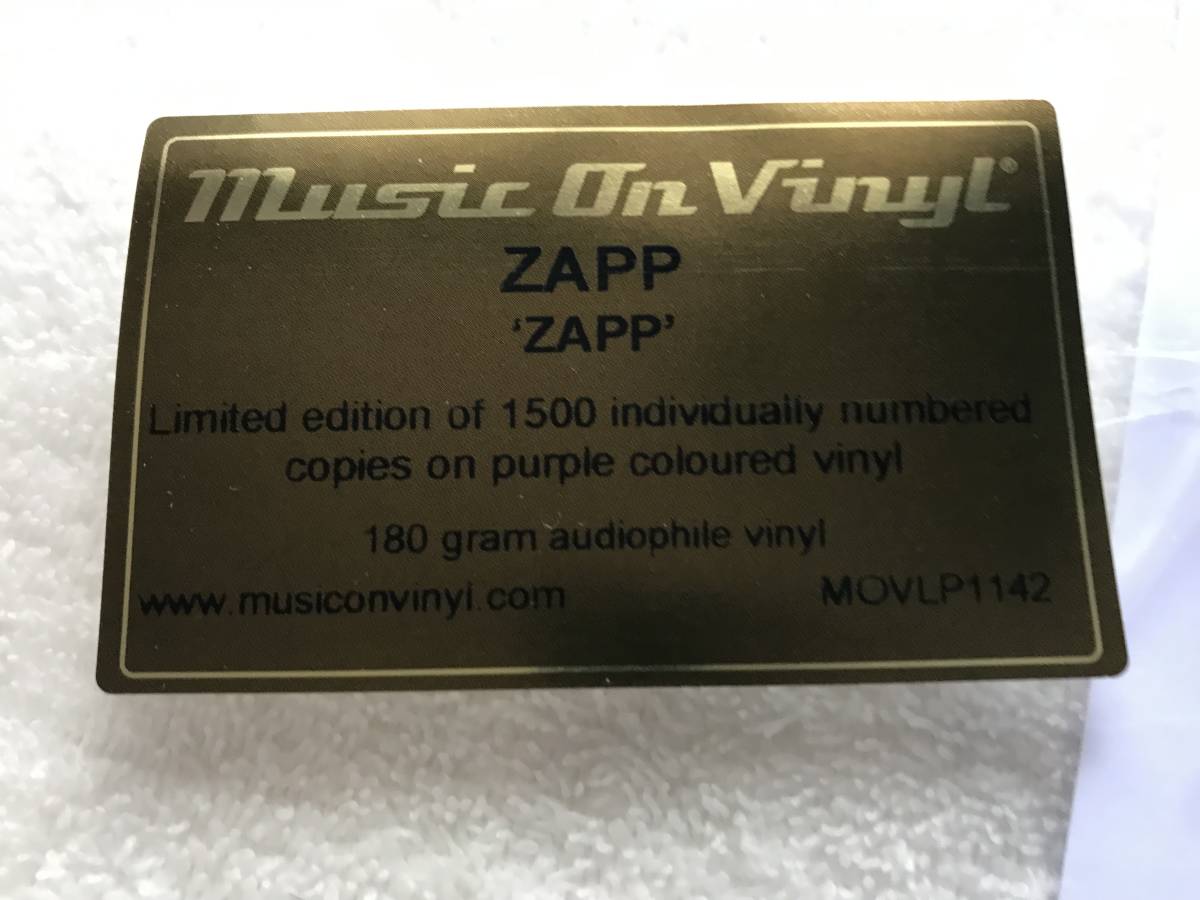 Music On Vinyl®
ZAPP
‘ZAPP’
Limited edition of 1500 individually numbered
copies on purple coloured vinyl
180 gram audiophile vinyl
www.musiconvinyl.com MOVLP1142